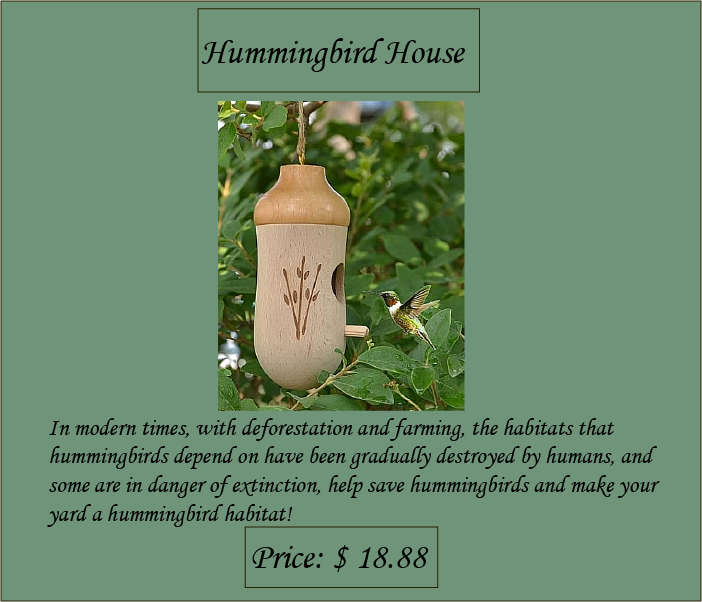 Hummingbird House
In modern times, with deforestation and farming, the habitats that
hummingbirds depend on have been gradually destroyed by humans, and
some are in danger of extinction, help save hummingbirds and make your
yard a hummingbird habitat!
Price: $ 18.88